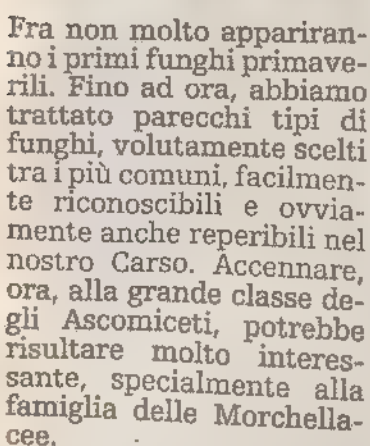 Fra non molto appariran-
no i primi funghi primave-
rili. Fino ad ora, abbiamo
trattato parecchi tipi di
funghi, volutamente scelti
tra i più comuni, facilmen-
te riconoscibili e ovvia-
mente anche reperibili nel
nostro Carso. Accennare,
ora, alla grande classe de-
gli Ascomiceti, potrebbe
risultare molto interes-
sante, specialmente alla
famiglia delle Morchella-
cee.